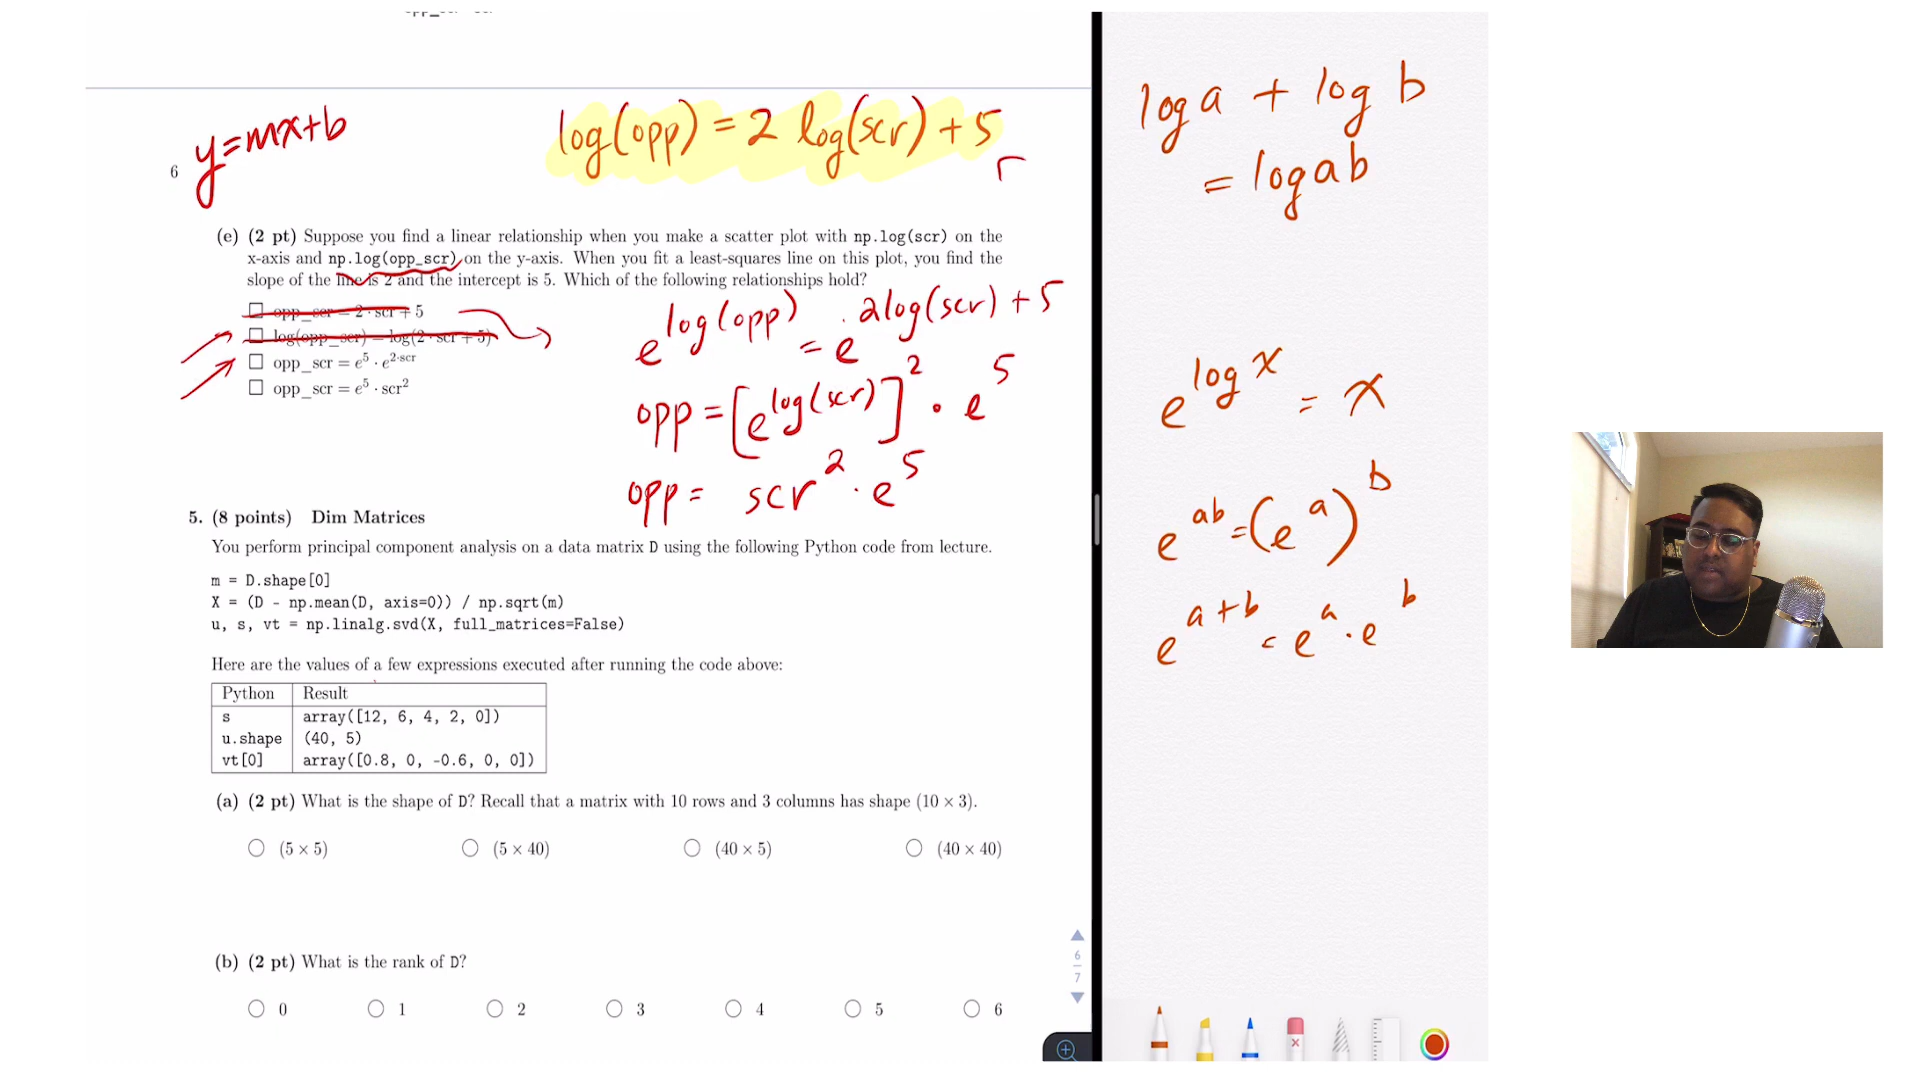 y=mx+b
log(opp) = 2 log(scr) + 5
6
(e) (2 pt) Suppose you find a linear relationship when you make a scatter plot with np.log(scr) on the
x-axis and np.log(opp_scr) on the y-axis. When you fit a least-squares line on this plot, you find the
slope of the line is 2 and the intercept is 5. Which of the following relationships hold?
opp_scr = 2 · scr + 5
log(opp_scr) = log(2 · scr + 5)
opp_scr = e⁵ · e^(2·scr)
opp_scr = e⁵ · scr²
e^(log(opp)) = e^(2log(scr) + 5)
opp = [e^(log(scr))]² · e⁵
opp = scr² · e⁵
5. (8 points) Dim Matrices
You perform principal component analysis on a data matrix D using the following Python code from lecture.
m = D.shape[0]
X = (D - np.mean(D, axis=0)) / np.sqrt(m)
u, s, vt = np.linalg.svd(X, full_matrices=False)
Here are the values of a few expressions executed after running the code above:
Python Result
s array([12, 6, 4, 2, 0])
u.shape (40, 5)
vt[0] array([0.8, 0, -0.6, 0, 0])
(a) (2 pt) What is the shape of D? Recall that a matrix with 10 rows and 3 columns has shape (10 × 3).
(5 × 5) (5 × 40) (40 × 5) (40 × 40)
(b) (2 pt) What is the rank of D?
0 1 2 3 4 5 6
6
7
log a + log b
= log ab
e^(log x) = x
e^(ab) = (e^a)^b
e^(a+b) = e^a · e^b